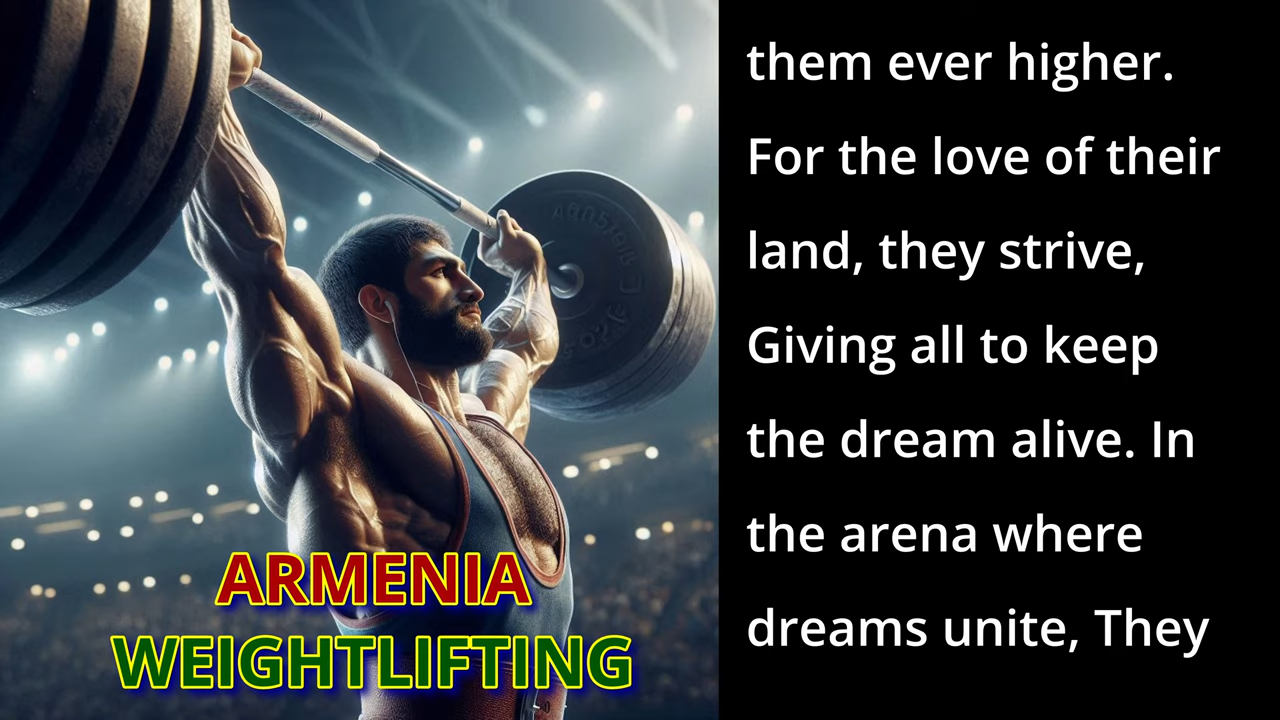 them ever higher.
For the love of their
land, they strive,
Giving all to keep
the dream alive. In
the arena where
dreams unite, They
ARMENIA
WEIGHTLIFTING